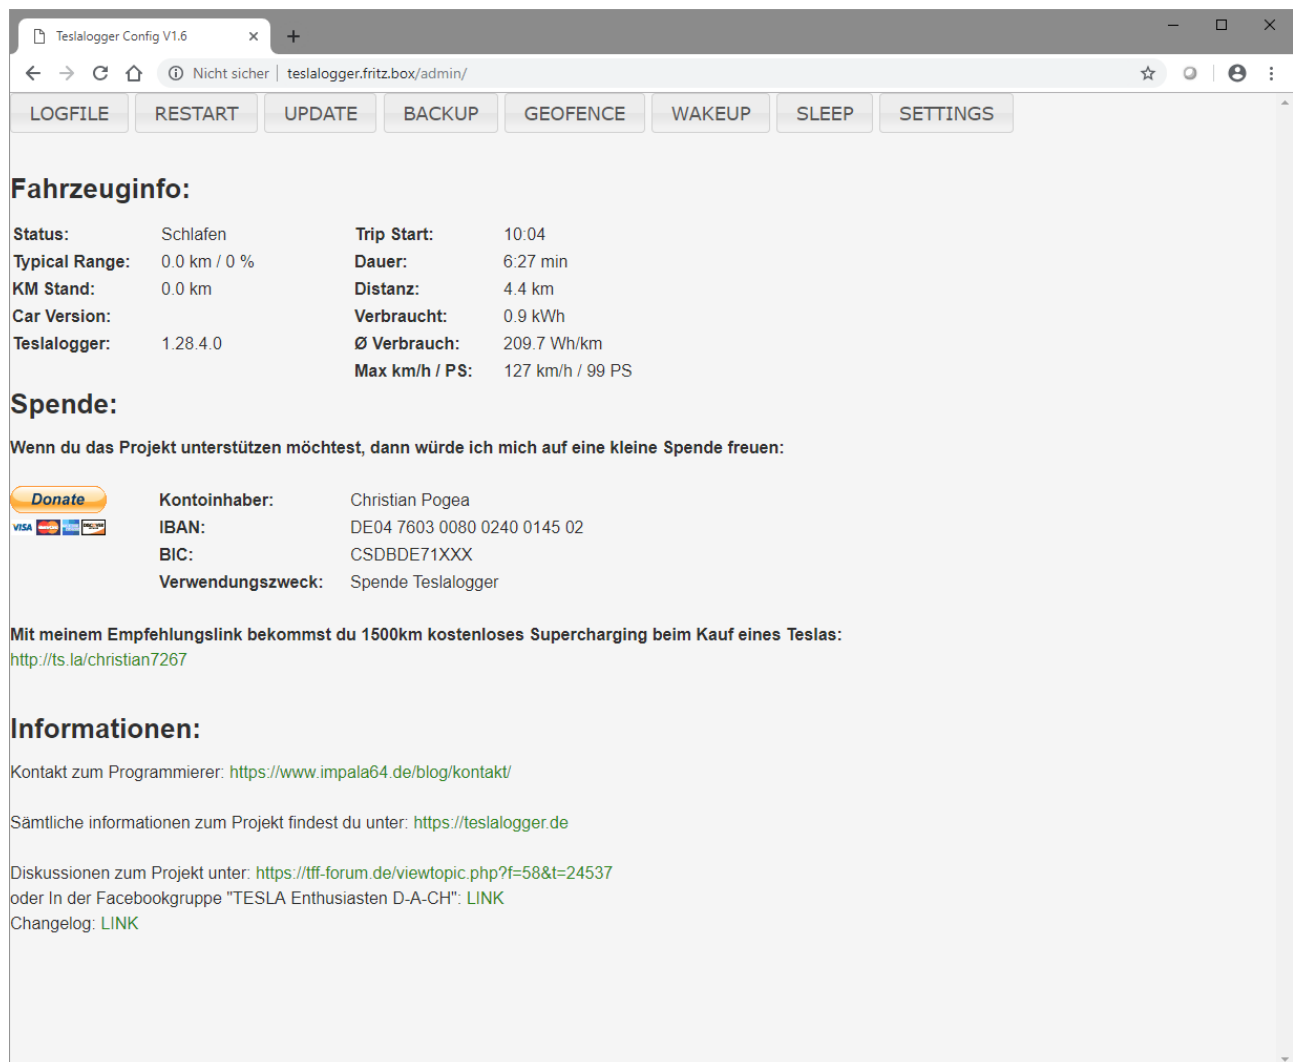 Teslalogger Config V1.6
Nicht sicher | teslalogger.fritz.box/admin/
LOGFILE RESTART UPDATE BACKUP GEOFENCE WAKEUP SLEEP SETTINGS
Fahrzeuginfo:
Status: Schlafen Trip Start: 10:04
Typical Range: 0.0 km / 0 % Dauer: 6:27 min
KM Stand: 0.0 km Distanz: 4.4 km
Car Version: Verbraucht: 0.9 kWh
Teslalogger: 1.28.4.0 Ø Verbrauch: 209.7 Wh/km
Max km/h / PS: 127 km/h / 99 PS
Spende:
Wenn du das Projekt unterstützen möchtest, dann würde ich mich auf eine kleine Spende freuen:
Donate Kontoinhaber: Christian Pogea
VISA IBAN: DE04 7603 0080 0240 0145 02
BIC: CSDBDE71XXX
Verwendungszweck: Spende Teslalogger
Mit meinem Empfehlungslink bekommst du 1500km kostenloses Supercharging beim Kauf eines Teslas:
http://ts.la/christian7267
Informationen:
Kontakt zum Programmierer: https://www.impala64.de/blog/kontakt/
Sämtliche informationen zum Projekt findest du unter: https://teslalogger.de
Diskussionen zum Projekt unter: https://tff-forum.de/viewtopic.php?f=58&t=24537
oder In der Facebookgruppe "TESLA Enthusiasten D-A-CH": LINK
Changelog: LINK